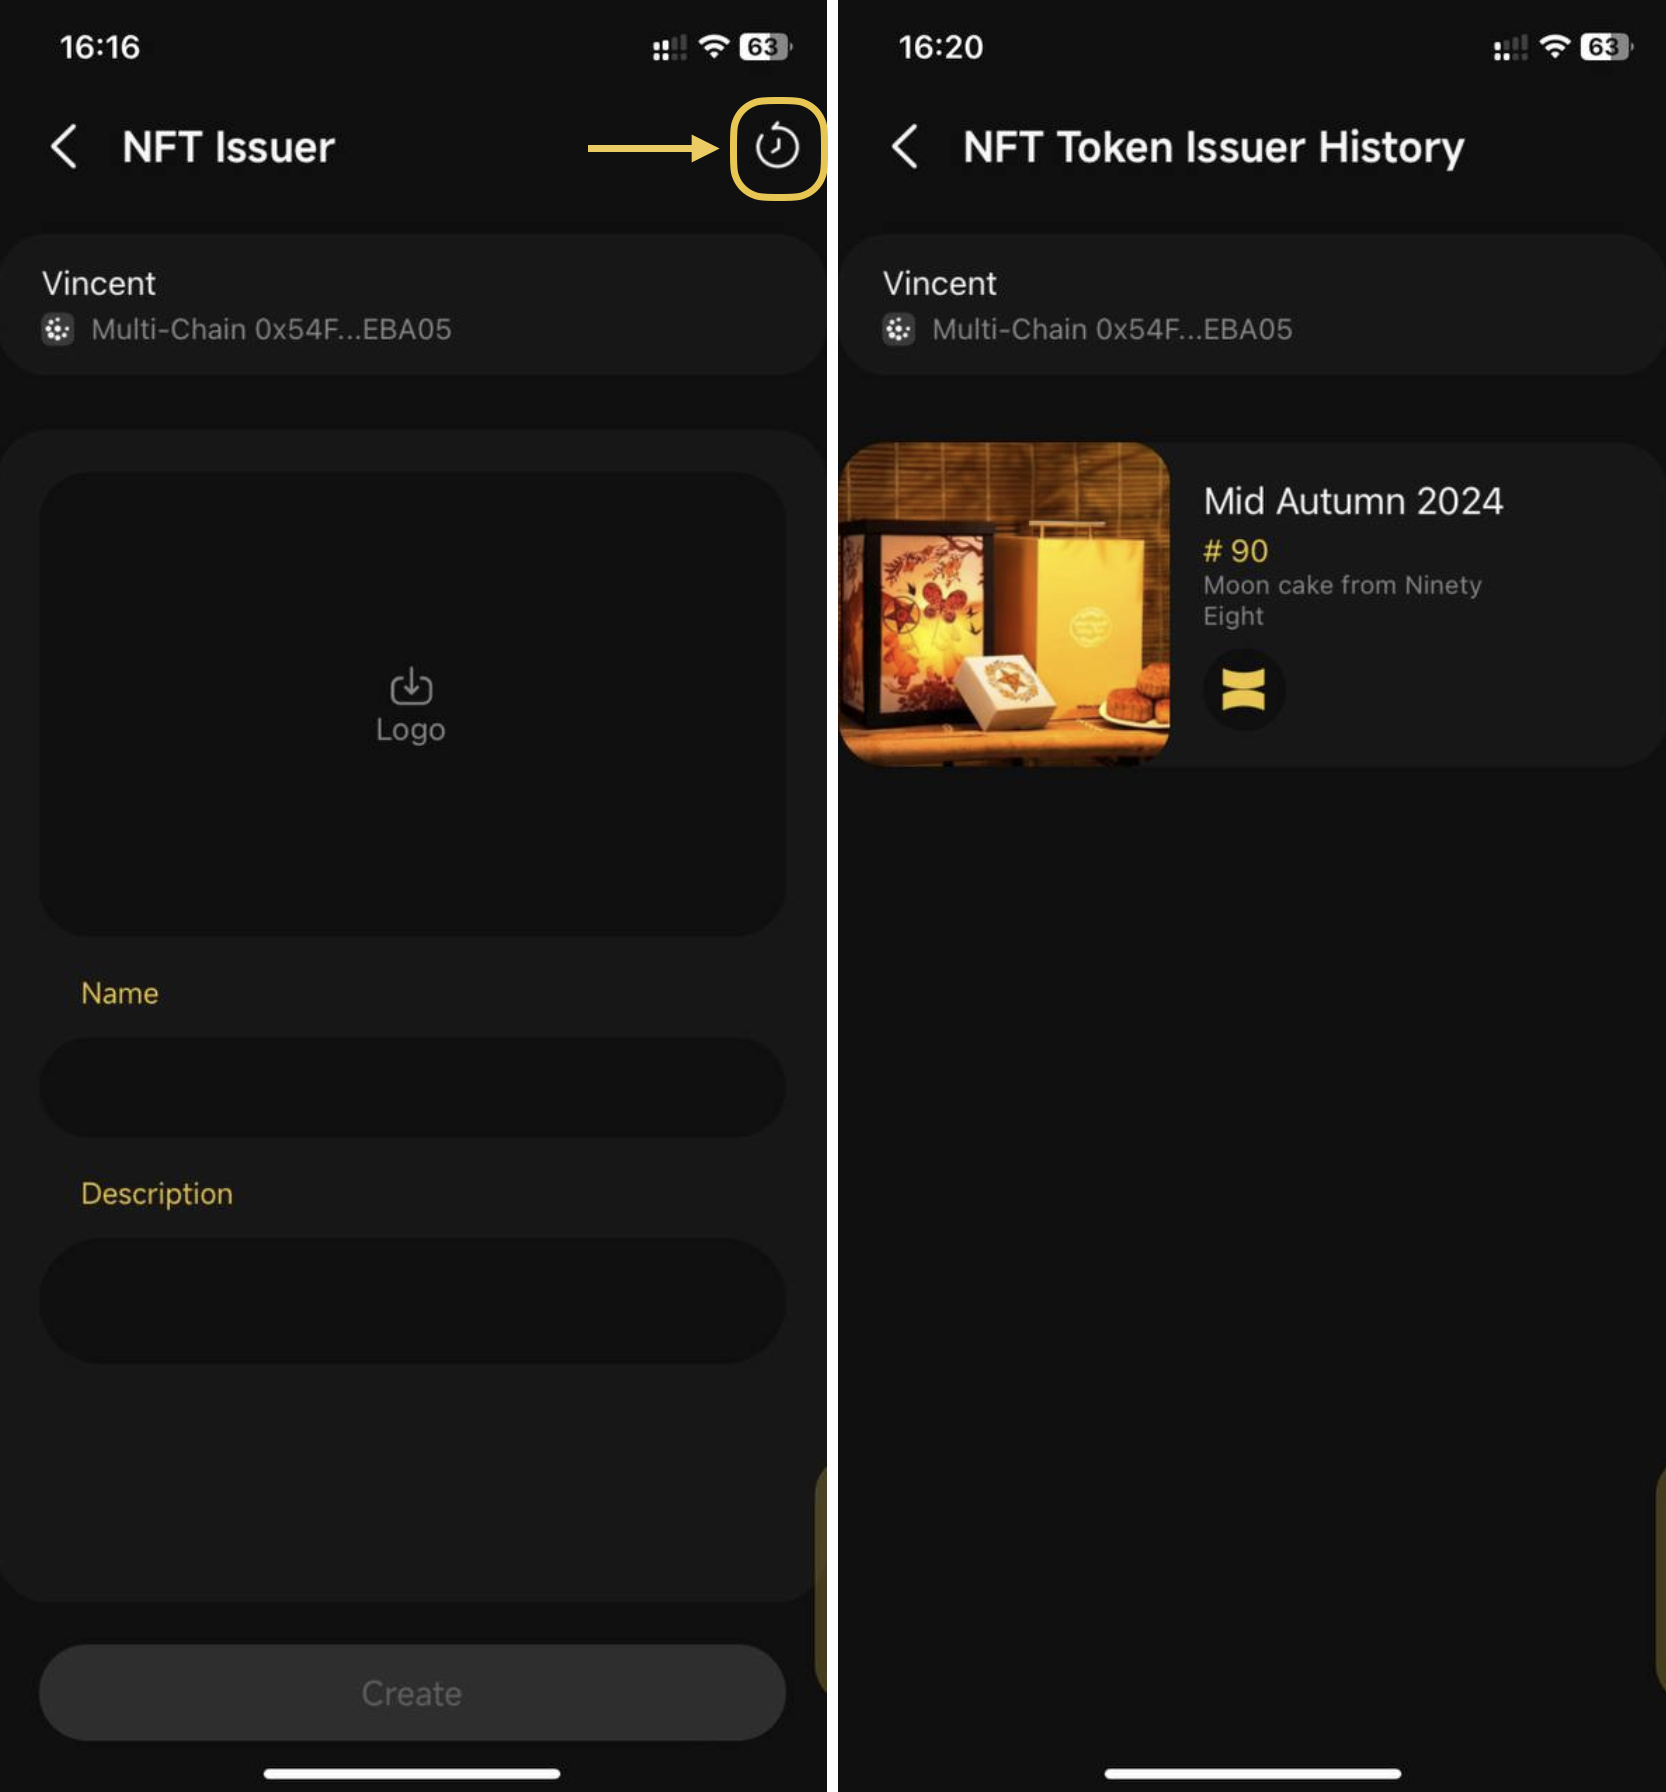 16:16
63
NFT Issuer
Vincent
Multi-Chain 0x54F...EBA05
Logo
Name
Description
Create
16:20
63
NFT Token Issuer History
Vincent
Multi-Chain 0x54F...EBA05
Mid Autumn 2024
# 90
Moon cake from Ninety
Eight